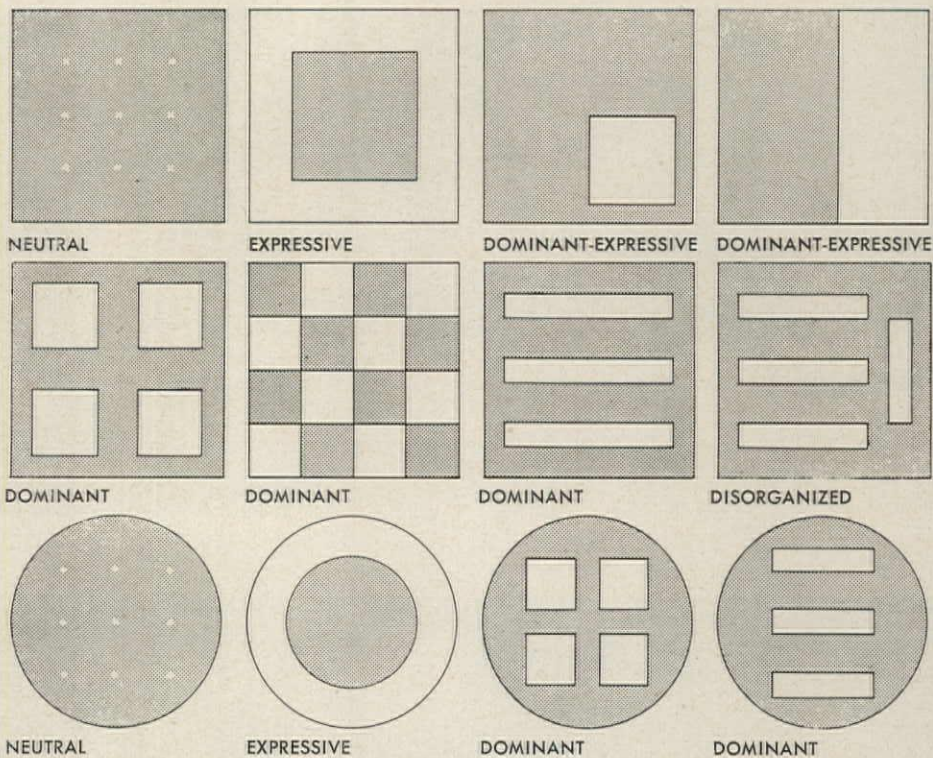 NEUTRAL EXPRESSIVE DOMINANT-EXPRESSIVE DOMINANT-EXPRESSIVE
DOMINANT DOMINANT DOMINANT DISORGANIZED
NEUTRAL EXPRESSIVE DOMINANT DOMINANT